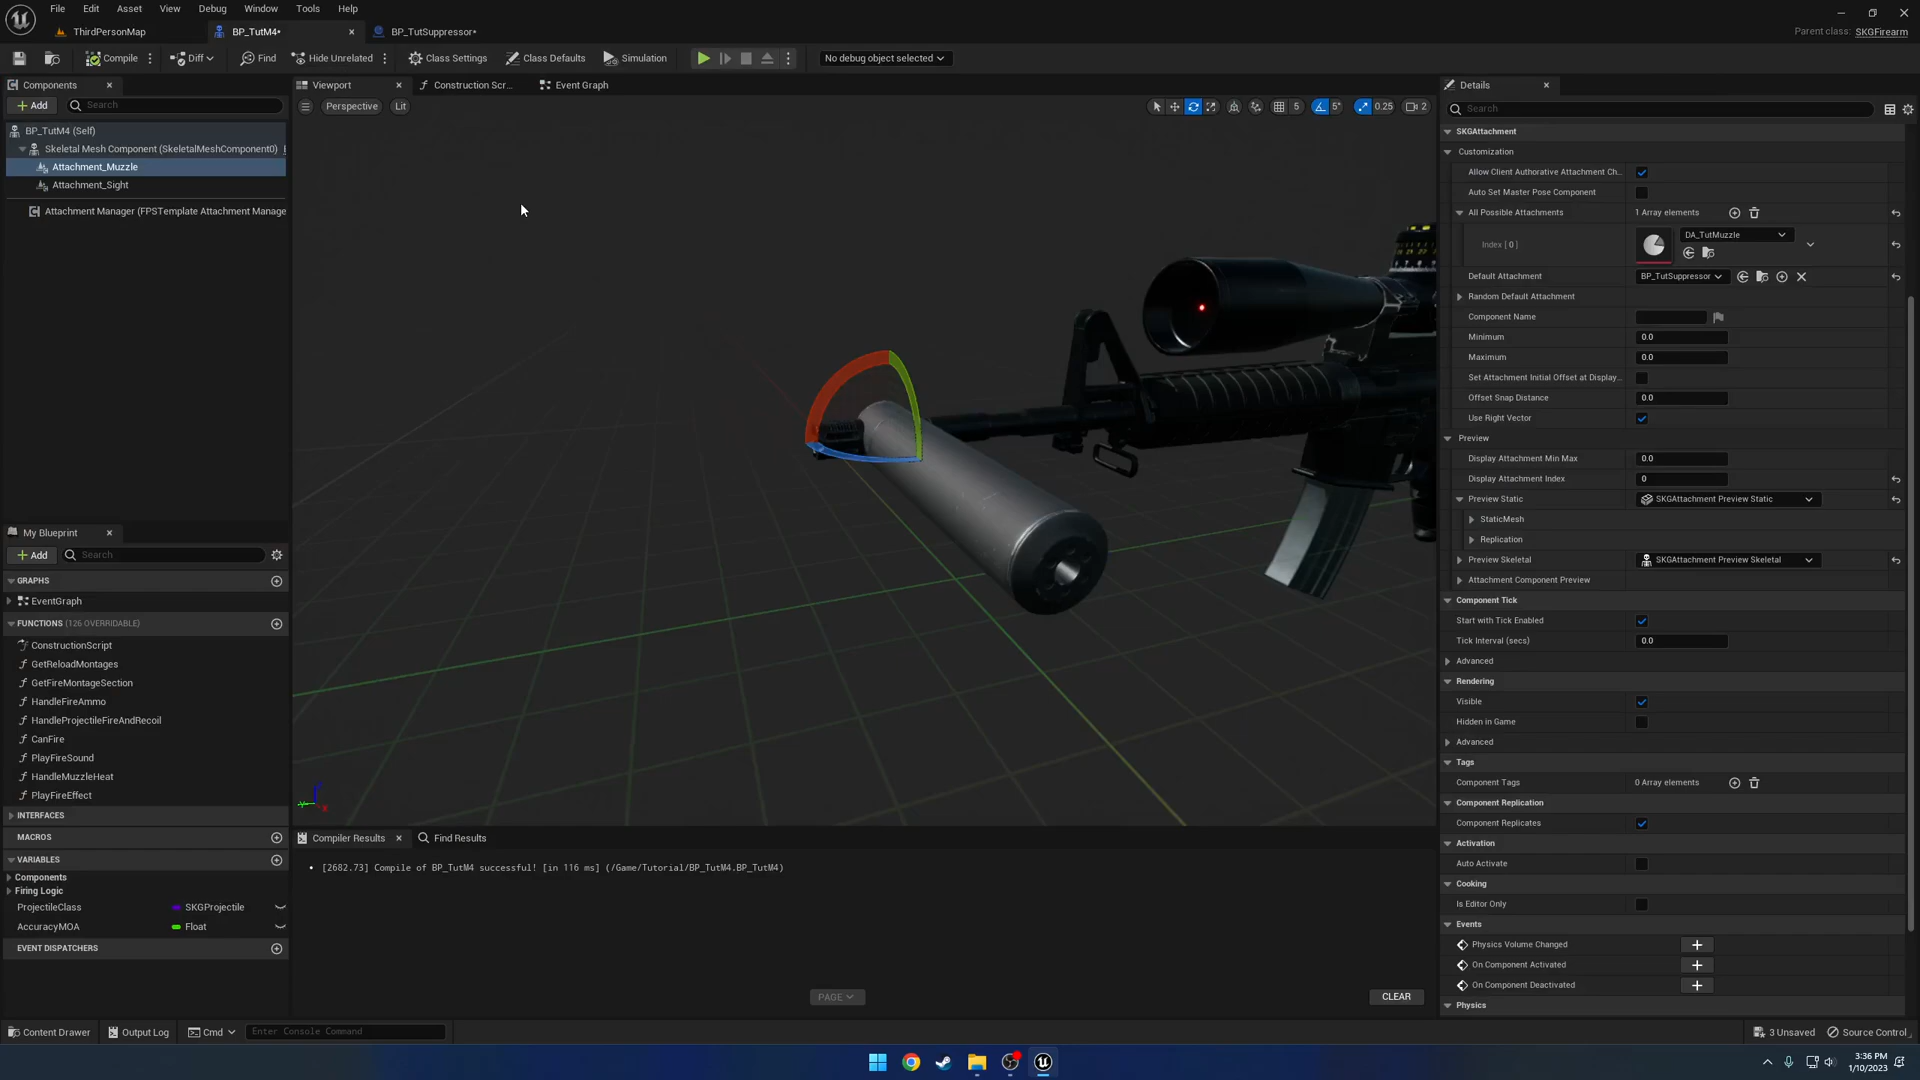 File Edit Asset View Debug Window Tools Help
ThirdPersonMap
BP_TutM4•
BP_TutSuppressor•
Parent class: SKGFirearm
Compile
Diff
Find
Hide Unrelated
Class Settings
Class Defaults
Simulation
No debug object selected
Components
Add
Search
BP_TutM4 (Self)
Skeletal Mesh Component (SkeletalMeshComponent0)
Attachment_Muzzle
Attachment_Sight
Attachment Manager (FPSTemplate Attachment Manage
Viewport
Construction Scr...
Event Graph
Perspective
Lit
5
5°
0.25
2
My Blueprint
Add
Search
GRAPHS
EventGraph
FUNCTIONS (126 OVERRIDABLE)
ConstructionScript
GetReloadMontages
GetFireMontageSection
HandleFireAmmo
HandleProjectileFireAndRecoil
CanFire
PlayFireSound
HandleMuzzleHeat
PlayFireEffect
INTERFACES
MACROS
VARIABLES
Components
Firing Logic
ProjectileClass SKGProjectile
AccuracyMOA Float
EVENT DISPATCHERS
Compiler Results
Find Results
[2682.73] Compile of BP_TutM4 successful! [in 116 ms] (/Game/Tutorial/BP_TutM4.BP_TutM4)
PAGE
CLEAR
Details
Search
SKGAttachment
Customization
Allow Client Authorative Attachment Ch...
Auto Set Master Pose Component
All Possible Attachments 1 Array elements
Index [ 0 ] DA_TutMuzzle
Default Attachment BP_TutSuppressor
Random Default Attachment
Component Name
Minimum 0.0
Maximum 0.0
Set Attachment Initial Offset at Display...
Offset Snap Distance 0.0
Use Right Vector
Preview
Display Attachment Min Max 0.0
Display Attachment Index 0
Preview Static SKGAttachment Preview Static
StaticMesh
Replication
Preview Skeletal SKGAttachment Preview Skeletal
Attachment Component Preview
Component Tick
Start with Tick Enabled
Tick Interval (secs) 0.0
Advanced
Rendering
Visible
Hidden in Game
Advanced
Tags
Component Tags 0 Array elements
Component Replication
Component Replicates
Activation
Auto Activate
Cooking
Is Editor Only
Events
Physics Volume Changed
On Component Activated
On Component Deactivated
Physics
Content Drawer
Output Log
Cmd
Enter Console Command
3 Unsaved
Source Control
3:36 PM
1/10/2023